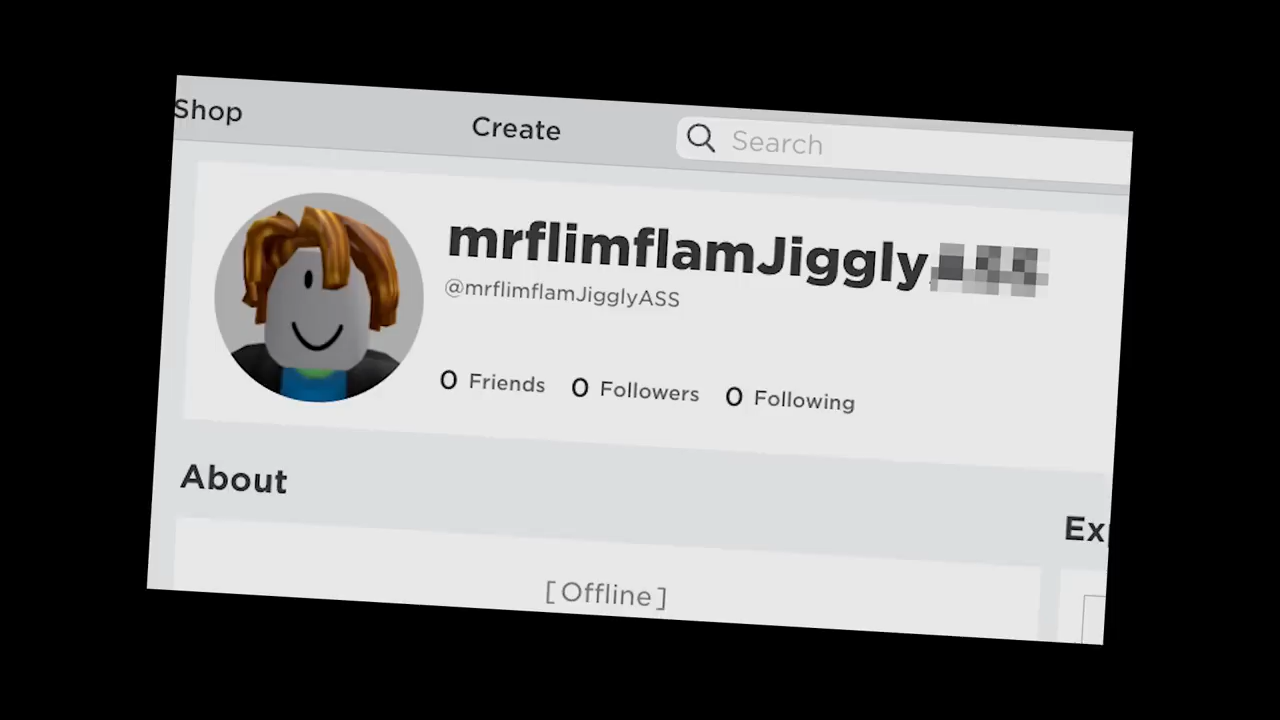 Shop Create Search
mrflimflamJiggly
@mrflimflamJigglyASS
0 Friends 0 Followers 0 Following
About
[ Offline ]